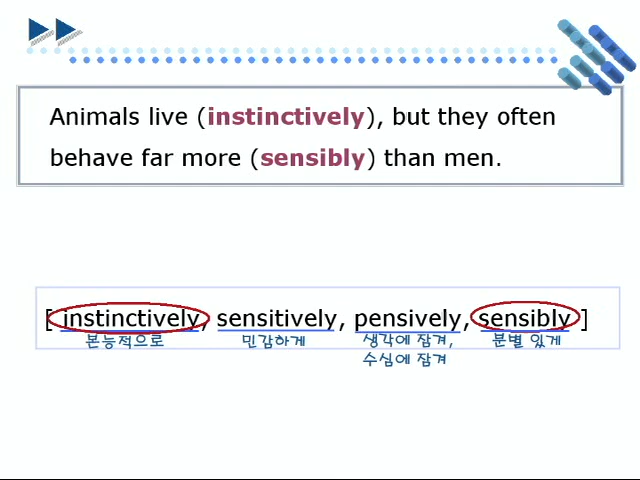 Animals live (instinctively), but they often
behave far more (sensibly) than men.
[ instinctively, sensitively, pensively, sensibly ]
본능적으로 민감하게 생각에 잠겨, 분별 있게
수심에 잠겨